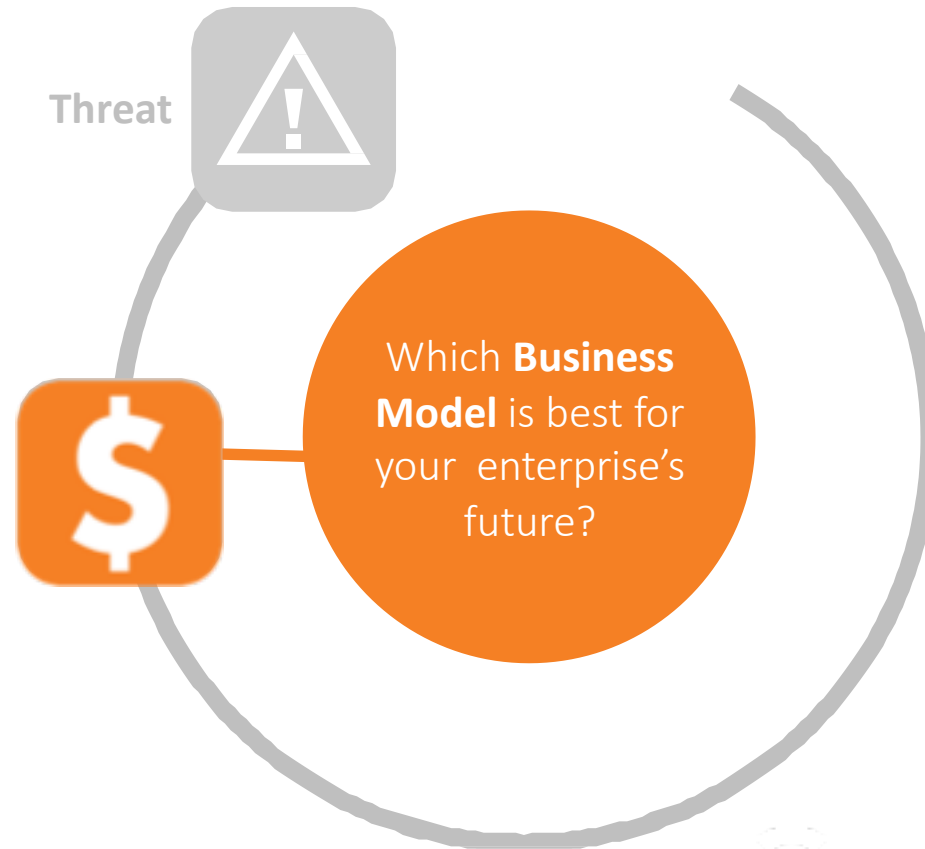 Threat
!
$
Which Business
Model is best for
your  enterprise’s
future?